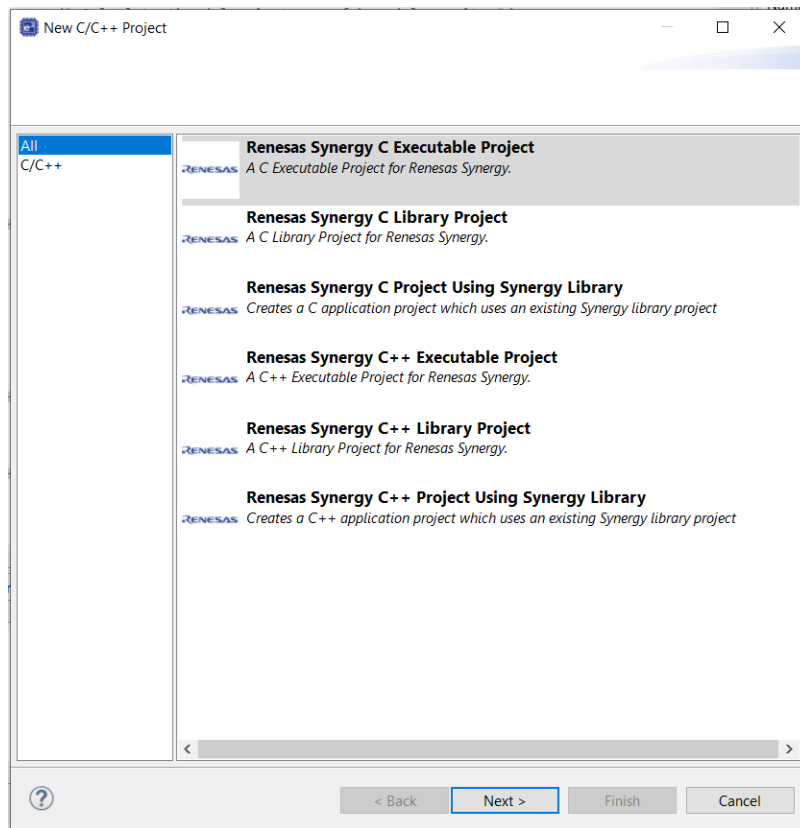 New C/C++ Project
All
C/C++
RENESAS
Renesas Synergy C Executable Project
A C Executable Project for Renesas Synergy.
RENESAS
Renesas Synergy C Library Project
A C Library Project for Renesas Synergy.
RENESAS
Renesas Synergy C Project Using Synergy Library
Creates a C application project which uses an existing Synergy library project
RENESAS
Renesas Synergy C++ Executable Project
A C++ Executable Project for Renesas Synergy.
RENESAS
Renesas Synergy C++ Library Project
A C++ Library Project for Renesas Synergy.
RENESAS
Renesas Synergy C++ Project Using Synergy Library
Creates a C++ application project which uses an existing Synergy library project
?
< Back
Next >
Finish
Cancel